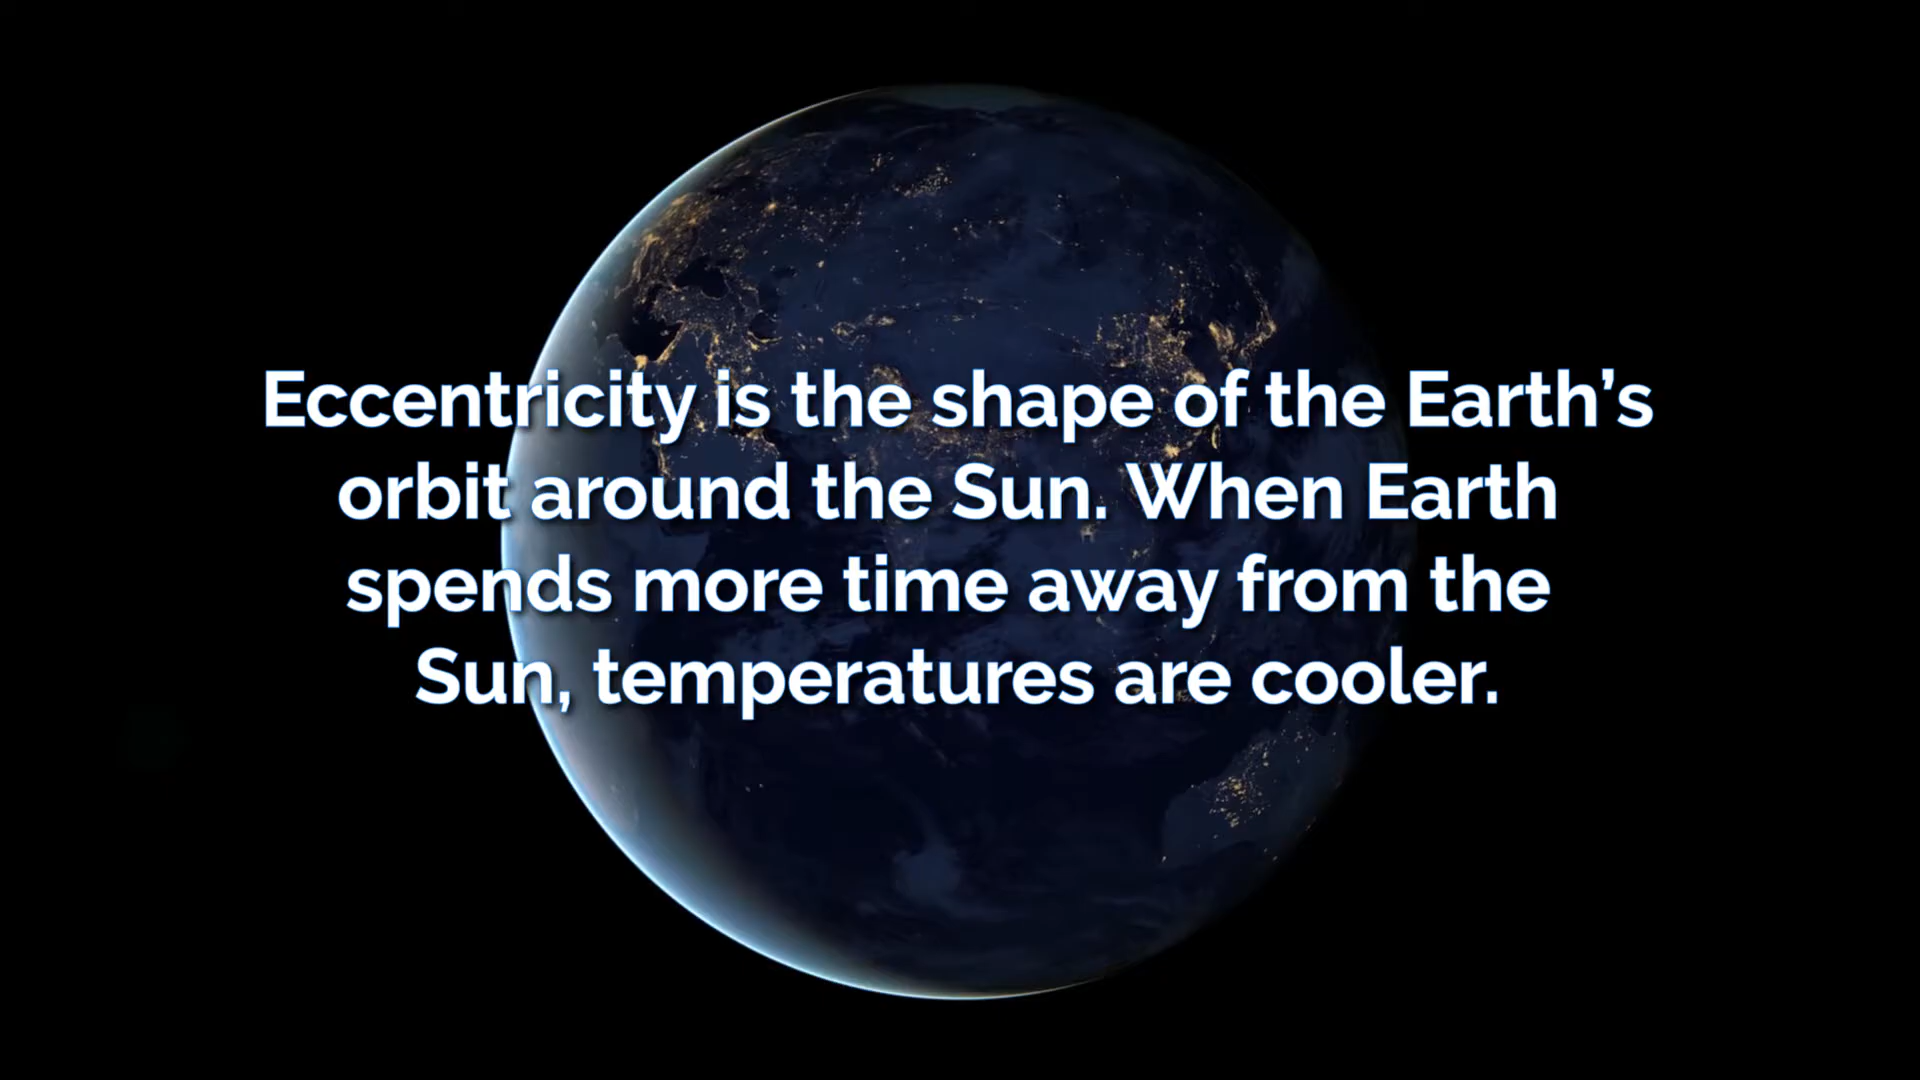 Eccentricity is the shape of the Earth’s
orbit around the Sun. When Earth
spends more time away from the
Sun, temperatures are cooler.